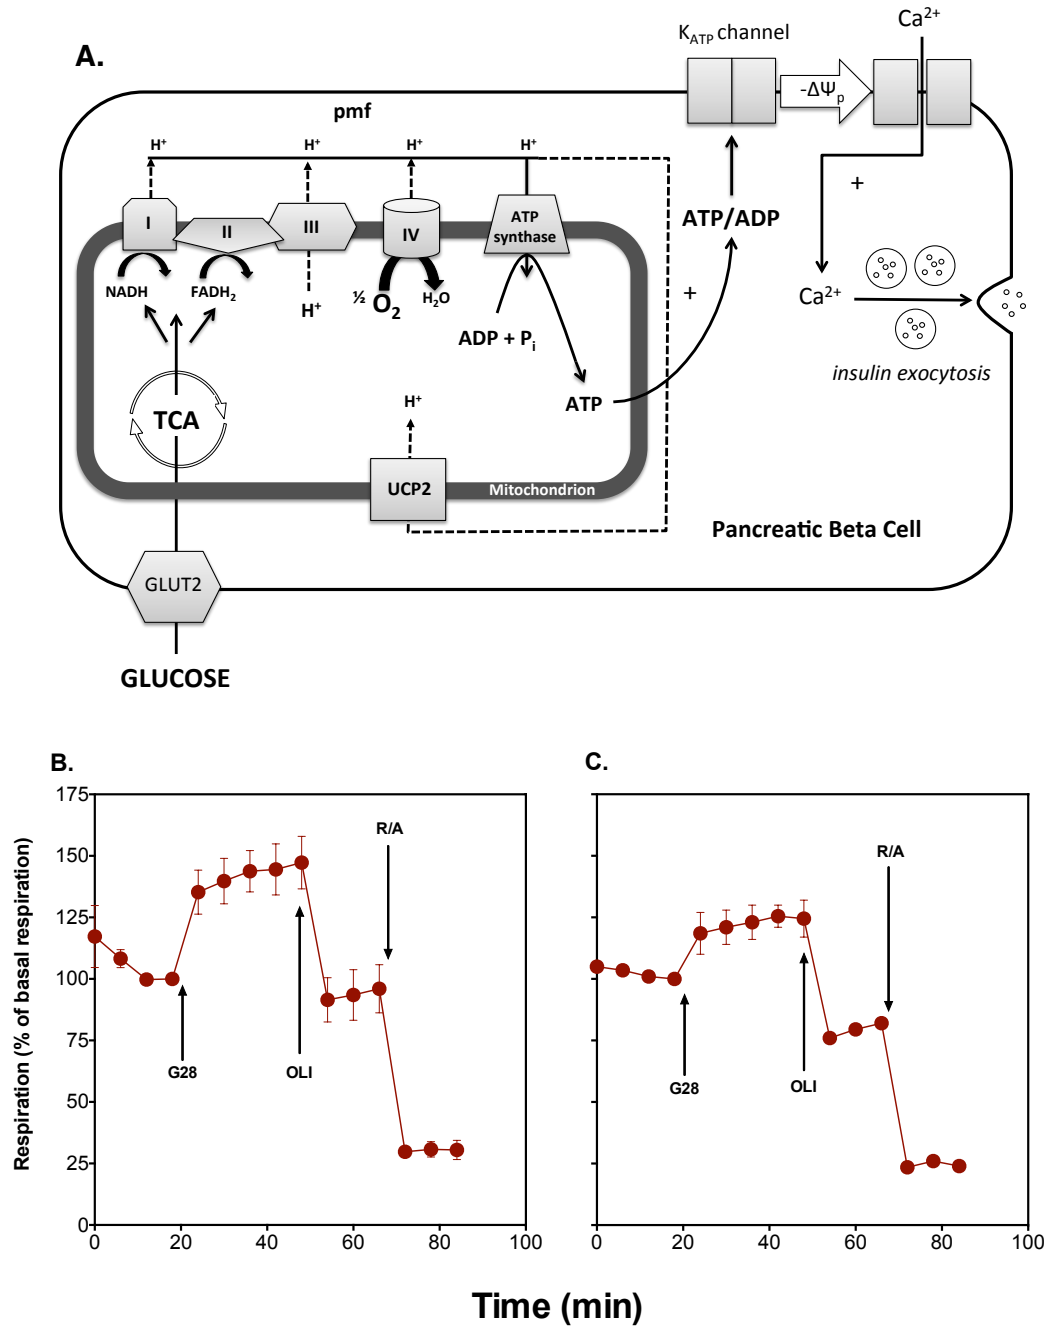 A.
K_ATP channel
Ca²⁺
-ΔΨ_p
pmf
H⁺
H⁺
H⁺
H⁺
I
II
III
IV
ATP
synthase
NADH
FADH₂
H⁺
½ O₂
H₂O
ADP + P_i
ATP
+
ATP/ADP
+
Ca²⁺
insulin exocytosis
TCA
H⁺
UCP2
Mitochondrion
Pancreatic Beta Cell
GLUT2
GLUCOSE
B.
Respiration (% of basal respiration)
175
150
125
100
75
50
25
0
0 20 40 60 80 100
G28
OLI
R/A
C.
G28
OLI
R/A
0 20 40 60 80 100
Time (min)